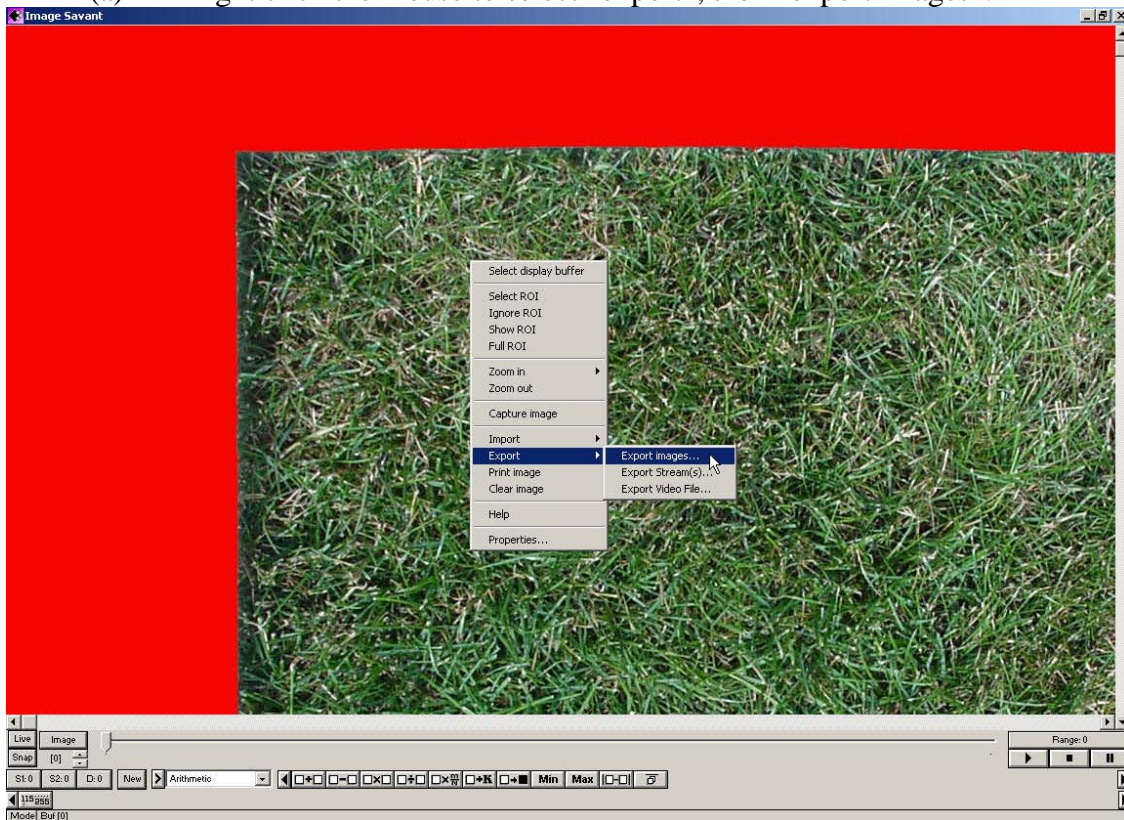 Image Savant
Select display buffer
Select ROI
Ignore ROI
Show ROI
Full ROI
Zoom in
Zoom out
Capture image
Import
Export
Print image
Clear image
Help
Properties...
Export images...
Export Stream(s)...
Export Video File...
Live
Image
Range: 0
Snap
[0]
S1: 0
S2: 0
D: 0
New
Arithmetic
Min
Max
115
255
Mode
Buf [0]